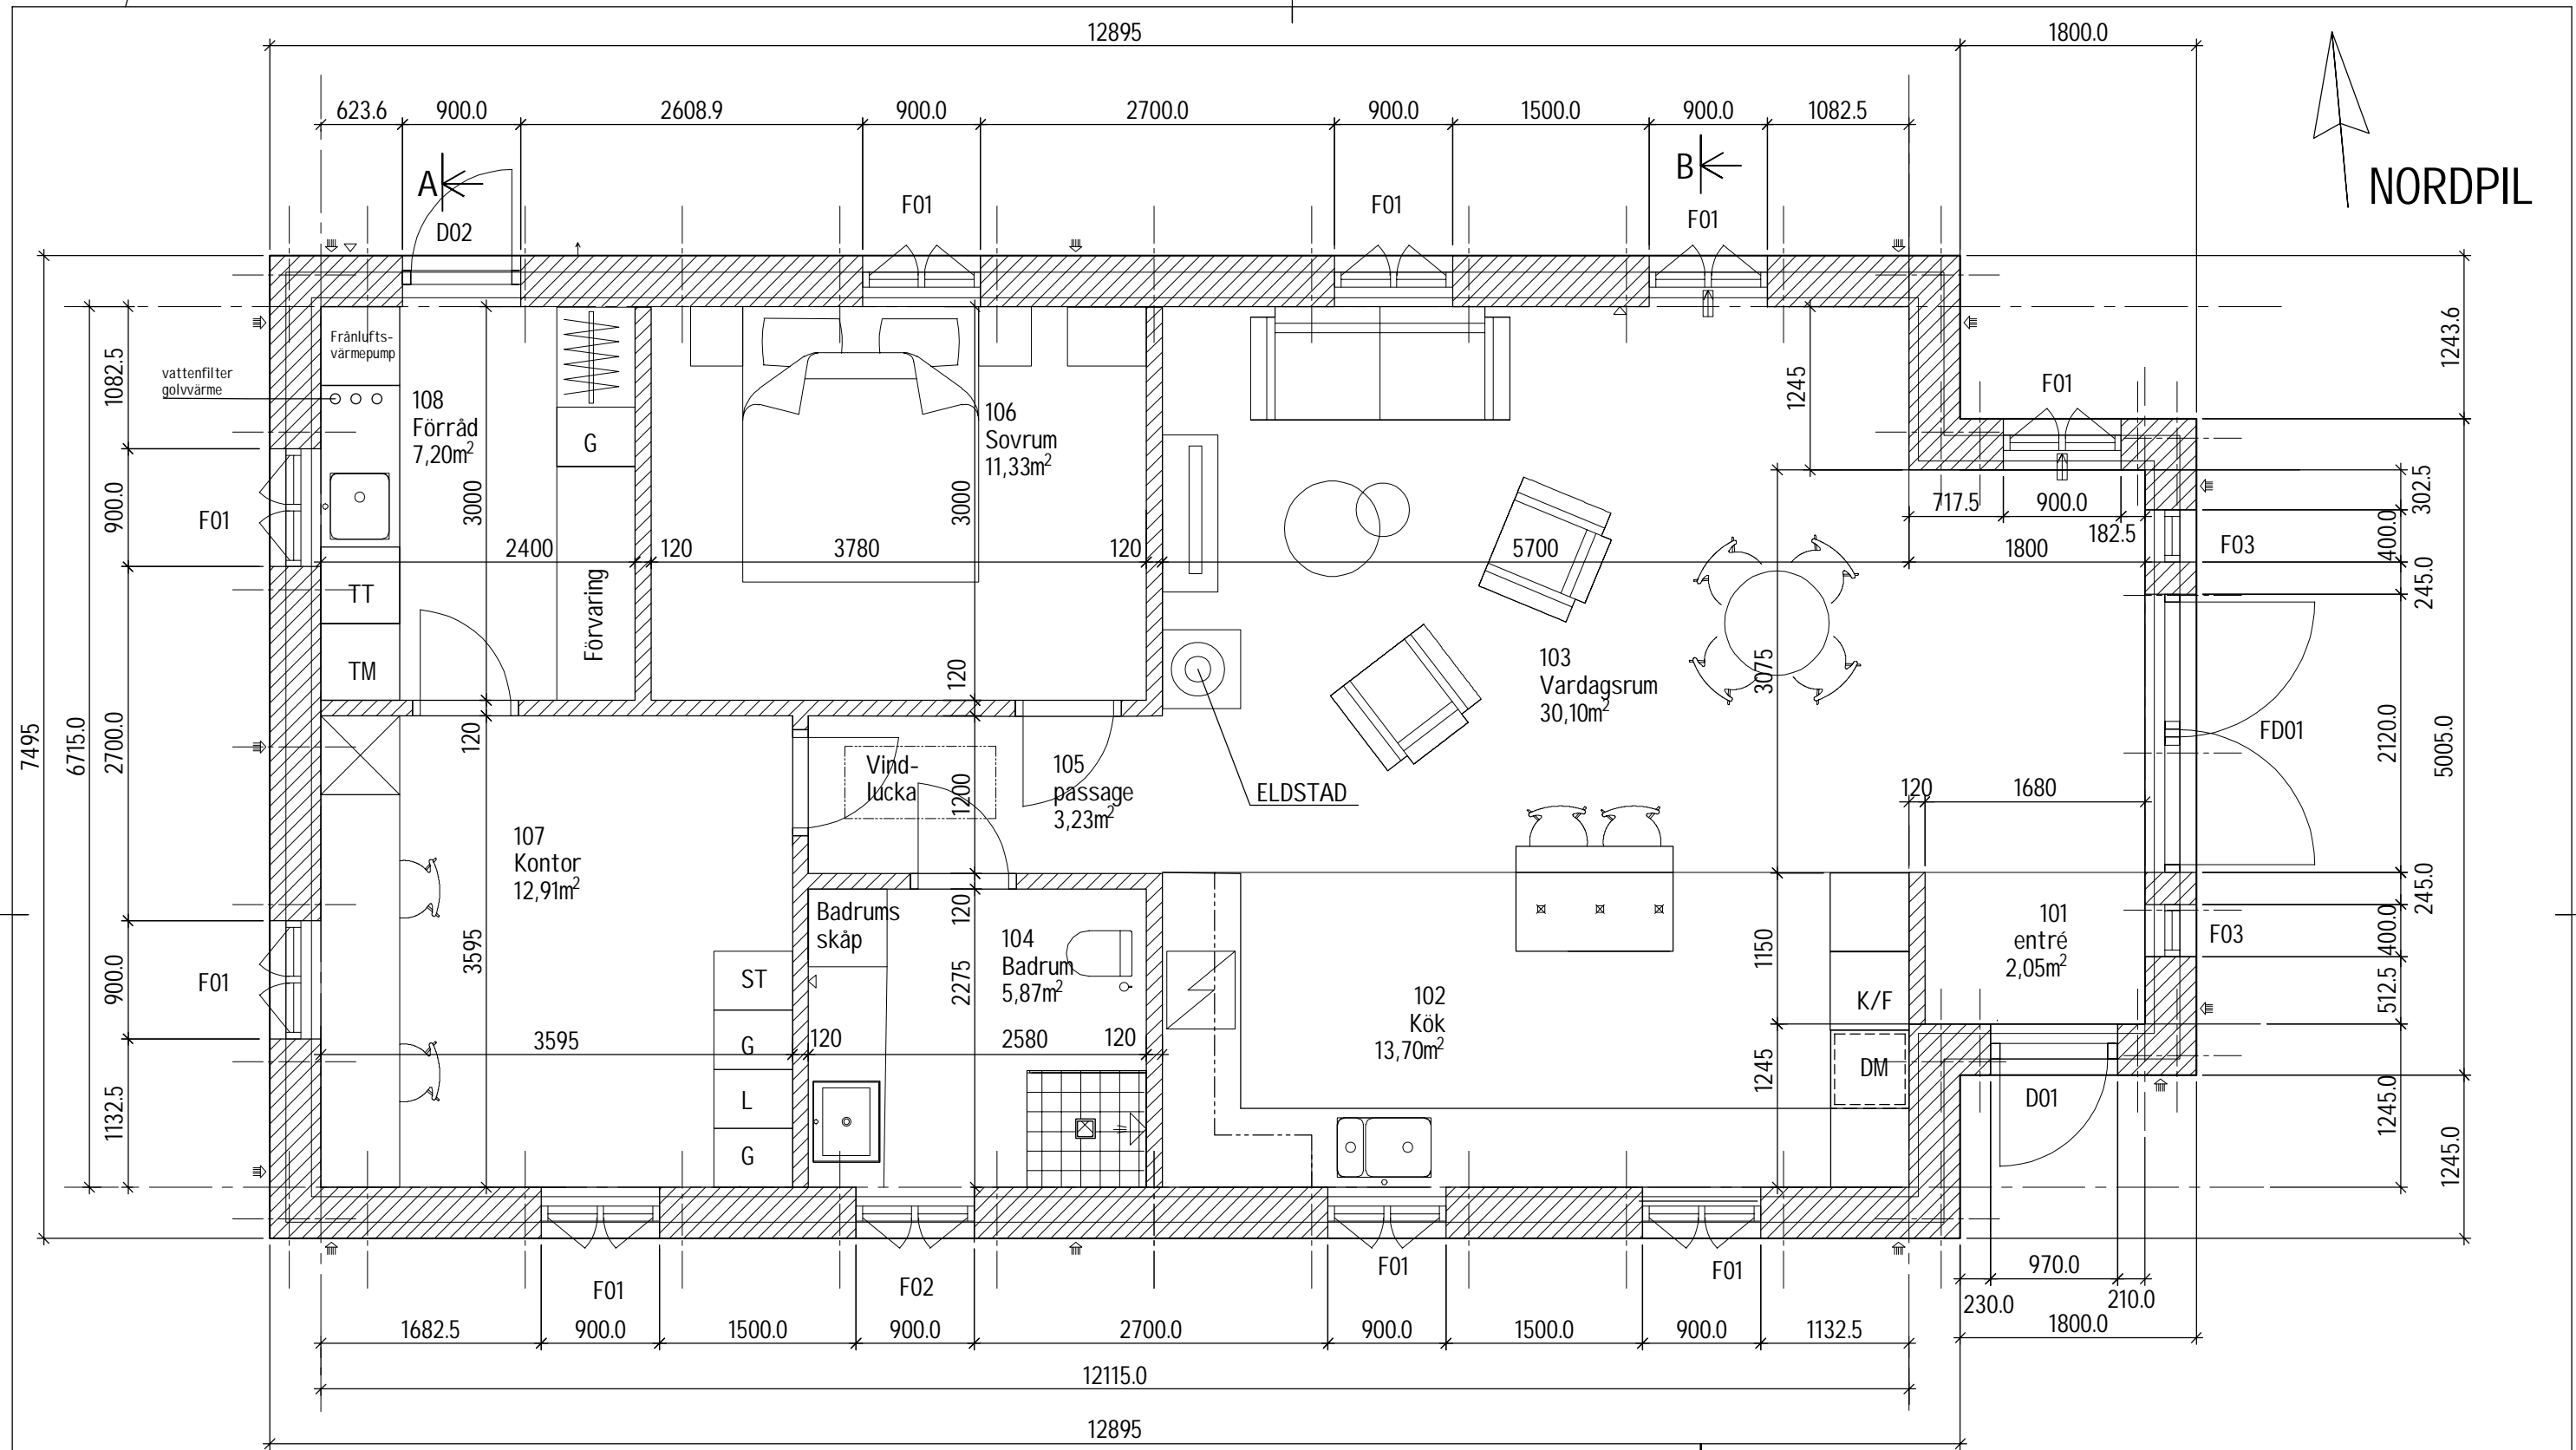 12895
1800.0
623.6
900.0
2608.9
900.0
2700.0
900.0
1500.0
900.0
1082.5
A
B
NORDPIL
D02
F01
F01
F01
F01
Frånlufts-
värmepump
vattenfilter
golvvärme
108
Förråd
7,20m²
G
Förvaring
TT
TM
106
Sovrum
11,33m²
103
Vardagsrum
30,10m²
ELDSTAD
Vind-
lucka
105
passage
3,23m²
107
Kontor
12,91m²
ST
G
L
G
Badrums
skåp
104
Badrum
5,87m²
102
Kök
13,70m²
K/F
DM
101
entré
2,05m²
D01
F01
F01
F03
FD01
F03
7495
6715.0
1082.5
900.0
2700.0
900.0
1132.5
3000
120
3595
2400
120
3780
120
5700
1800
3000
120
1200
120
2275
3595
120
2580
120
1245
3075
1150
1245
717.5
900.0
182.5
120
1680
302.5
400.0
245.0
2120.0
245.0
400.0
512.5
1245.0
1243.6
5005.0
1245.0
F01
F02
F01
F01
970.0
230.0
210.0
1800.0
1682.5
900.0
1500.0
900.0
2700.0
900.0
1500.0
900.0
1132.5
12115.0
12895